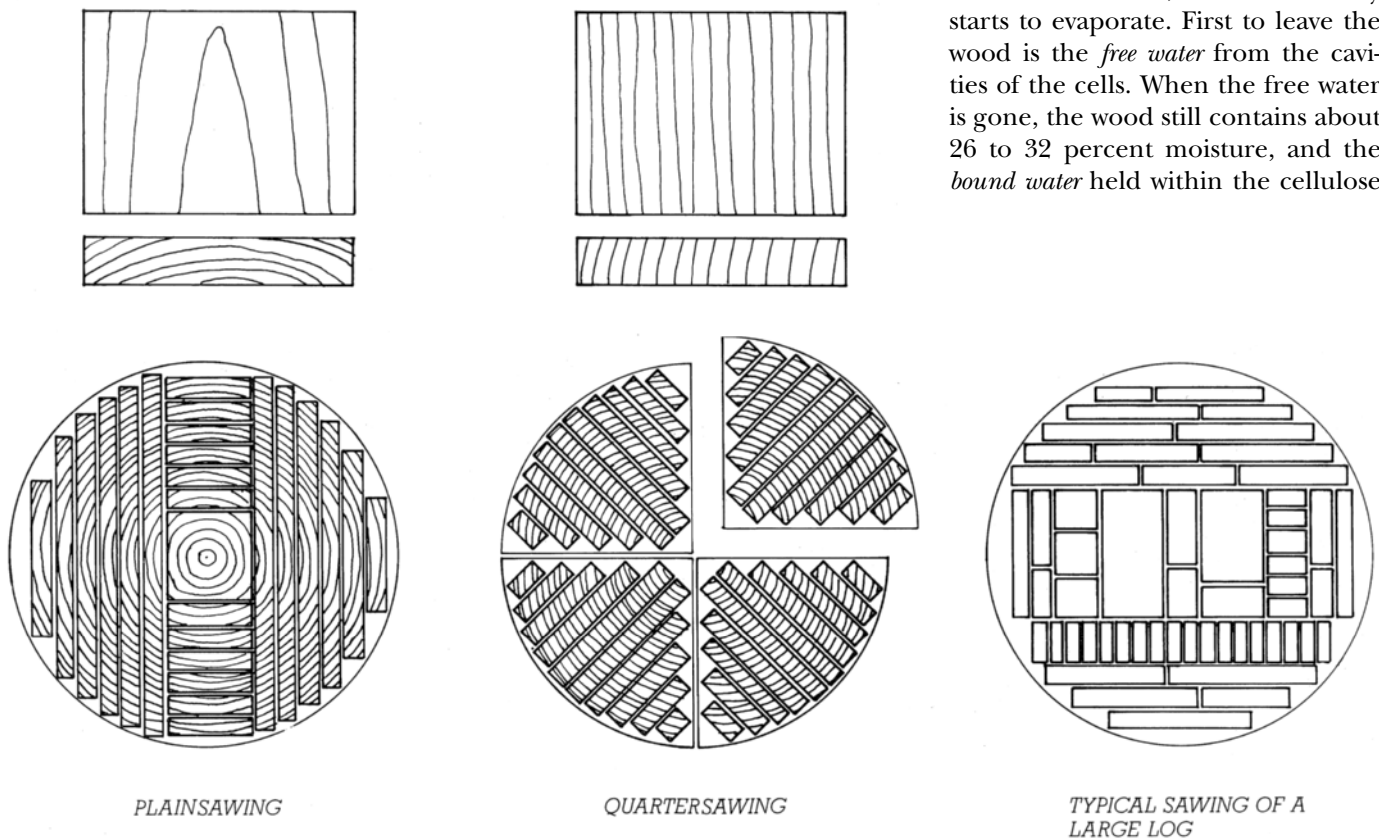 starts to evaporate. First to leave the
wood is the free water from the cavi-
ties of the cells. When the free water
is gone, the wood still contains about
26 to 32 percent moisture, and the
bound water held within the cellulose
PLAINSAWING
QUARTERSAWING
TYPICAL SAWING OF A
LARGE LOG